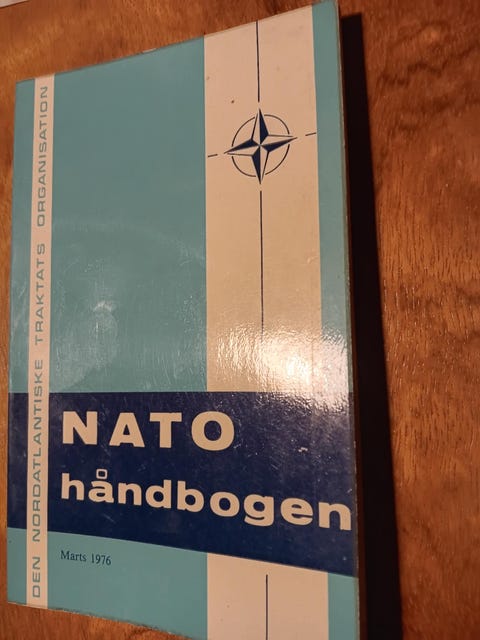 DEN NORDATLANTISKE TRAKTATS ORGANISATION
NATO
håndbogen
Marts 1976